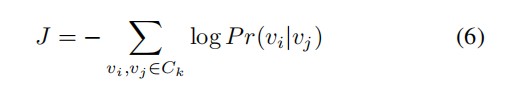 J = − ∑_{v_i,v_j∈C_k} log Pr(v_i|v_j) (6)